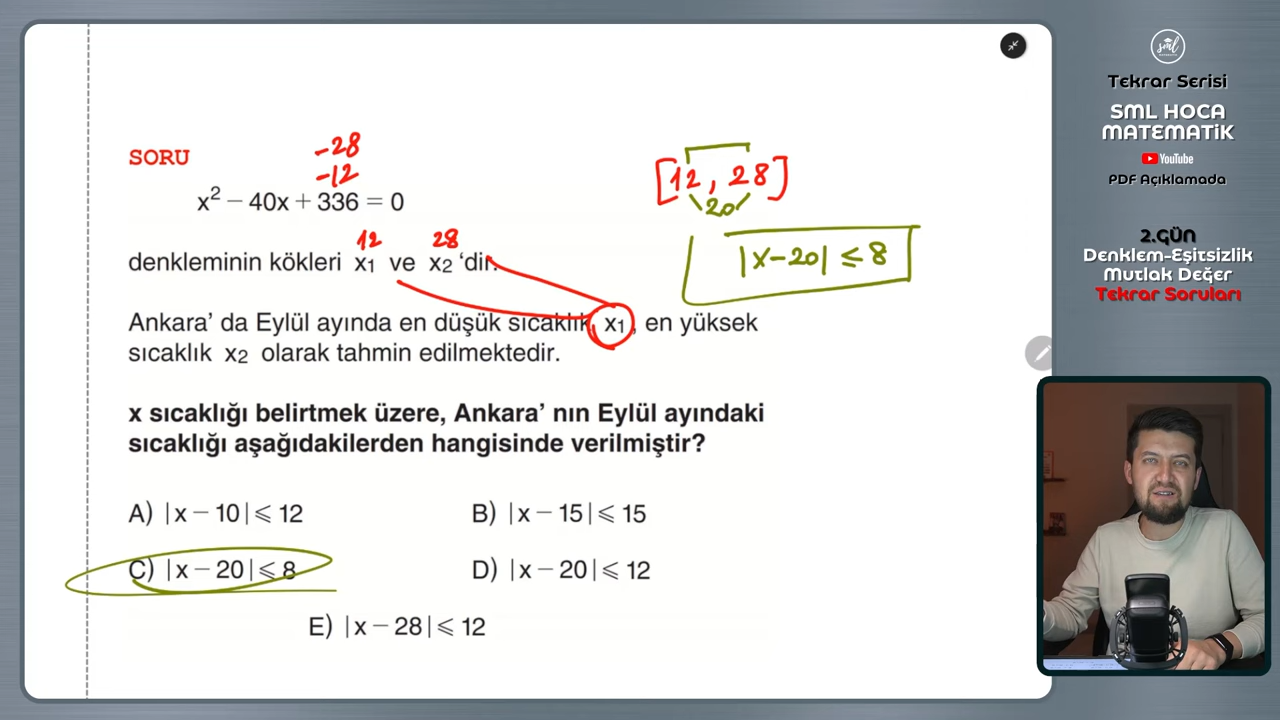 SORU
-28
-12
x² − 40x + 336 = 0
12 28
denkleminin kökleri x₁ ve x₂ 'dir.
Ankara' da Eylül ayında en düşük sıcaklık x₁, en yüksek
sıcaklık x₂ olarak tahmin edilmektedir.
x sıcaklığı belirtmek üzere, Ankara' nın Eylül ayındaki
sıcaklığı aşağıdakilerden hangisinde verilmiştir?
A) |x − 10| ⩽ 12
B) |x − 15| ⩽ 15
C) |x − 20| ⩽ 8
D) |x − 20| ⩽ 12
E) |x − 28| ⩽ 12
[12, 28]
20
|x-20| ≤ 8
sml
Tekrar Serisi
SML HOCA
MATEMATİK
YouTube
PDF Açıklamada
2.GÜN
Denklem-Eşitsizlik
Mutlak Değer
Tekrar Soruları